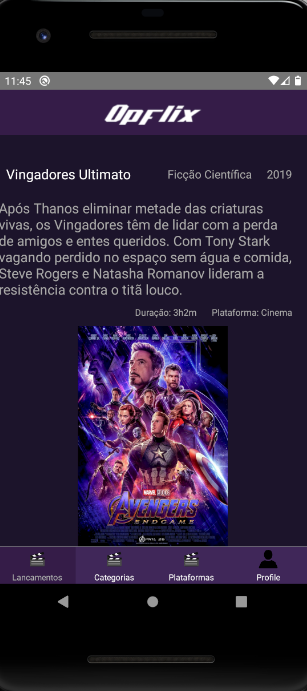 11:45
Opflix
Vingadores Ultimato Ficção Científica 2019
Após Thanos eliminar metade das criaturas
vivas, os Vingadores têm de lidar com a perda
de amigos e entes queridos. Com Tony Stark
vagando perdido no espaço sem água e comida,
Steve Rogers e Natasha Romanov lideram a
resistência contra o titã louco.
Duração: 3h2m Plataforma: Cinema
MARVEL STUDIOS
AVENGERS
ENDGAME
APRIL 26
Lancamentos Categorias Plataformas Profile